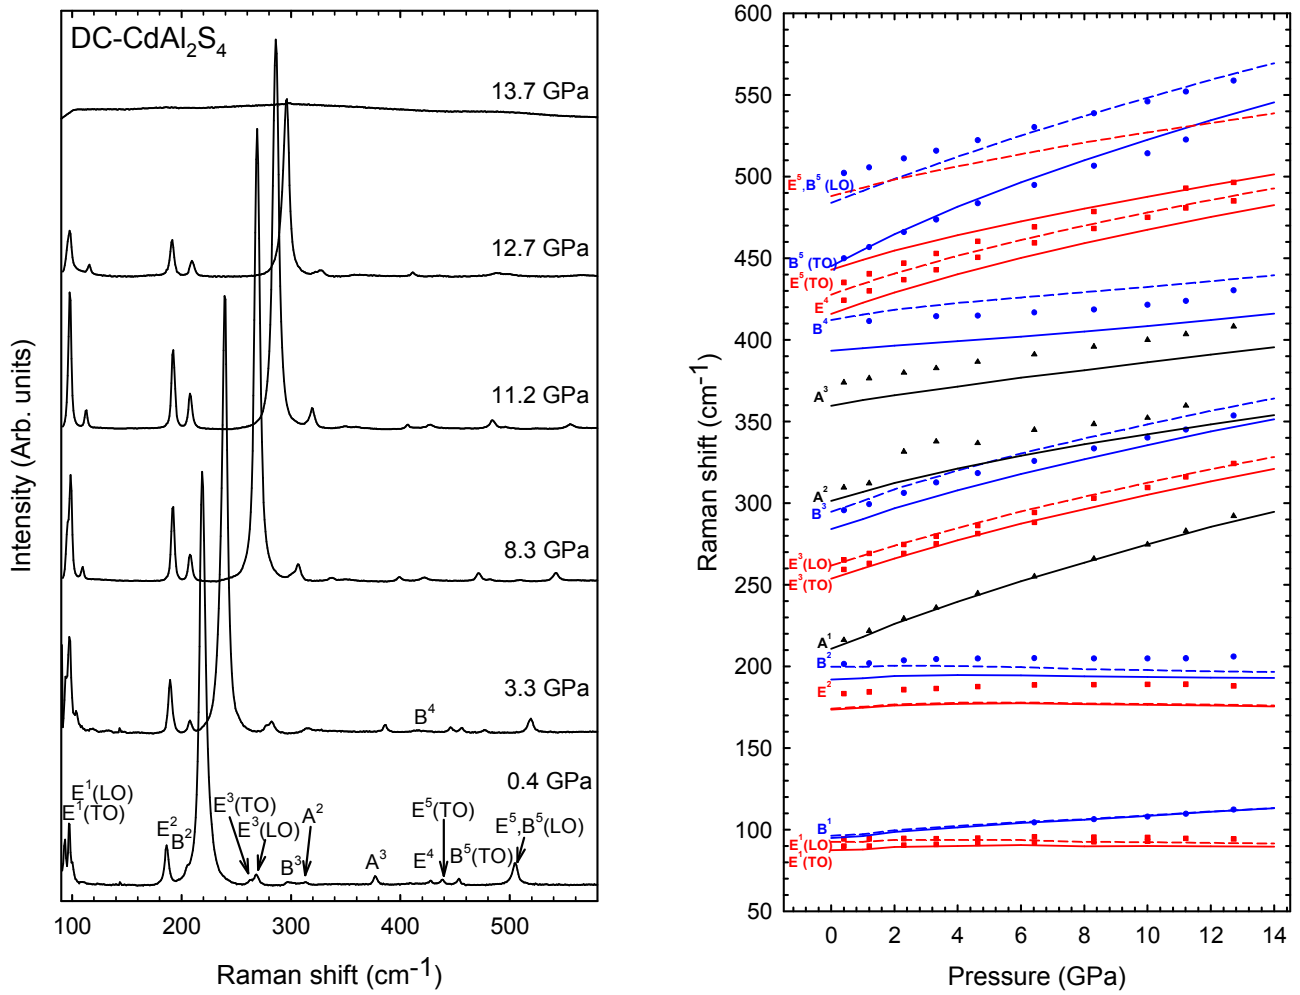 DC-CdAl₂S₄
13.7 GPa
12.7 GPa
11.2 GPa
8.3 GPa
3.3 GPa
B⁴
0.4 GPa
E¹(LO)
E¹(TO)
E²
B²
E³(TO)
E³(LO)
A²
B³
A³
E⁵(TO)
E⁴
B⁵(TO)
E⁵,B⁵(LO)
100 200 300 400 500
Raman shift (cm⁻¹)
Intensity (Arb. units)
600
550
500
450
400
350
300
250
200
150
100
50
Raman shift (cm⁻¹)
E⁵,B⁵(LO)
B⁵(TO)
E⁵(TO)
E⁴
B⁴
A³
A²
B³
E³(LO)
E³(TO)
A¹
B²
E²
B¹
E¹(LO)
E¹(TO)
0 2 4 6 8 10 12 14
Pressure (GPa)